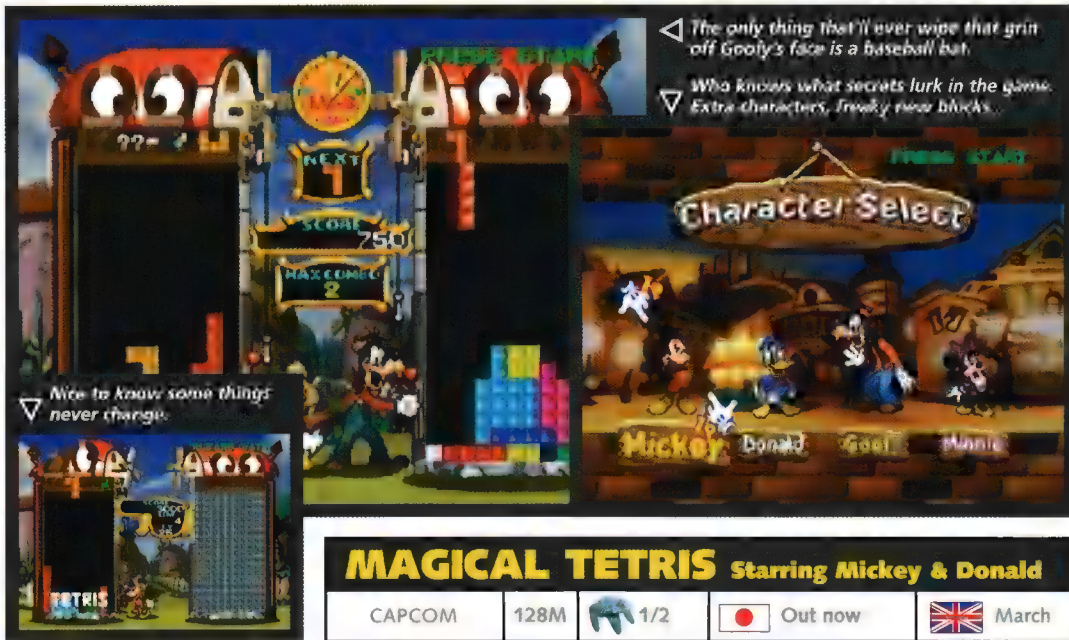 The only thing that'll ever wipe that grin
off Goofy's face is a baseball bat.
Who knows what secrets lurk in the game.
Extra characters, freaky new blocks...
PRESS START
??=
NEXT
SCORE
750
MAX COMBO
2
PRESS START
Character Select
1P
Mickey Donald Goofy Minnie
Nice to know some things
never change.
TETRIS
MAGICAL TETRIS Starring Mickey & Donald
CAPCOM 128M 1/2 Out now March